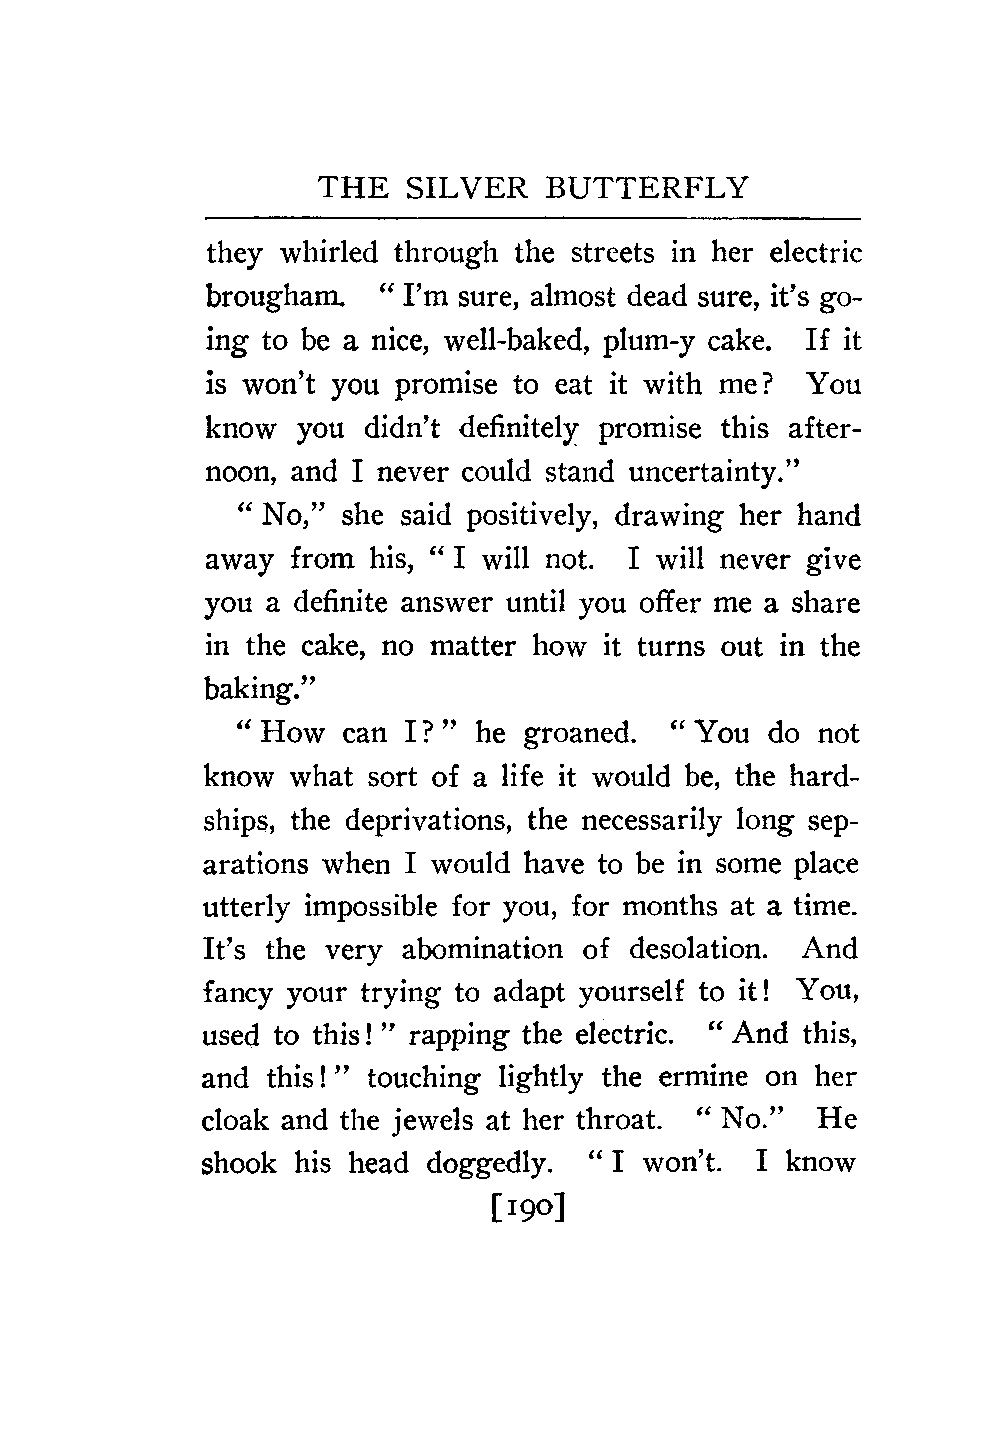 THE SILVER BUTTERFLY
they whirled through the streets in her electric
brougham. “ I’m sure, almost dead sure, it’s go-
ing to be a nice, well-baked, plum-y cake. If it
is won’t you promise to eat it with me? You
know you didn’t definitely promise this after-
noon, and I never could stand uncertainty.”
“ No,” she said positively, drawing her hand
away from his, “ I will not. I will never give
you a definite answer until you offer me a share
in the cake, no matter how it turns out in the
baking.”
“ How can I? ” he groaned. “ You do not
know what sort of a life it would be, the hard-
ships, the deprivations, the necessarily long sep-
arations when I would have to be in some place
utterly impossible for you, for months at a time.
It’s the very abomination of desolation. And
fancy your trying to adapt yourself to it! You,
used to this! ” rapping the electric. “ And this,
and this! ” touching lightly the ermine on her
cloak and the jewels at her throat. “ No.” He
shook his head doggedly. “ I won’t. I know
[190]